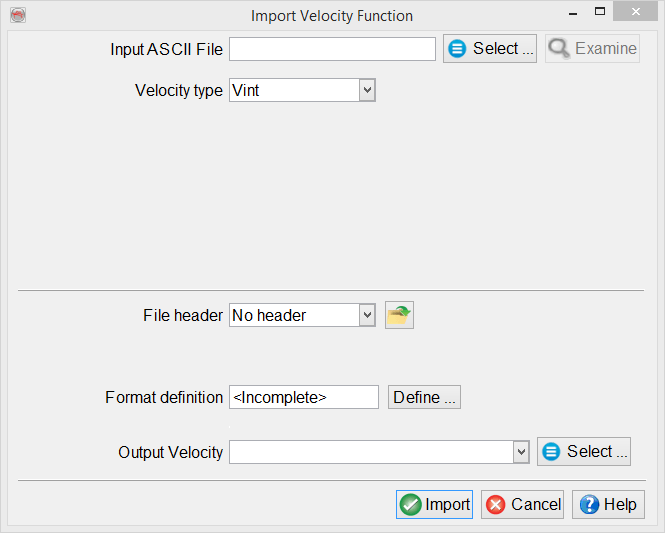 Import Velocity Function
Input ASCII File Select ... Examine
Velocity type Vint
File header No header
Format definition <Incomplete> Define ...
Output Velocity Select ...
Import Cancel Help